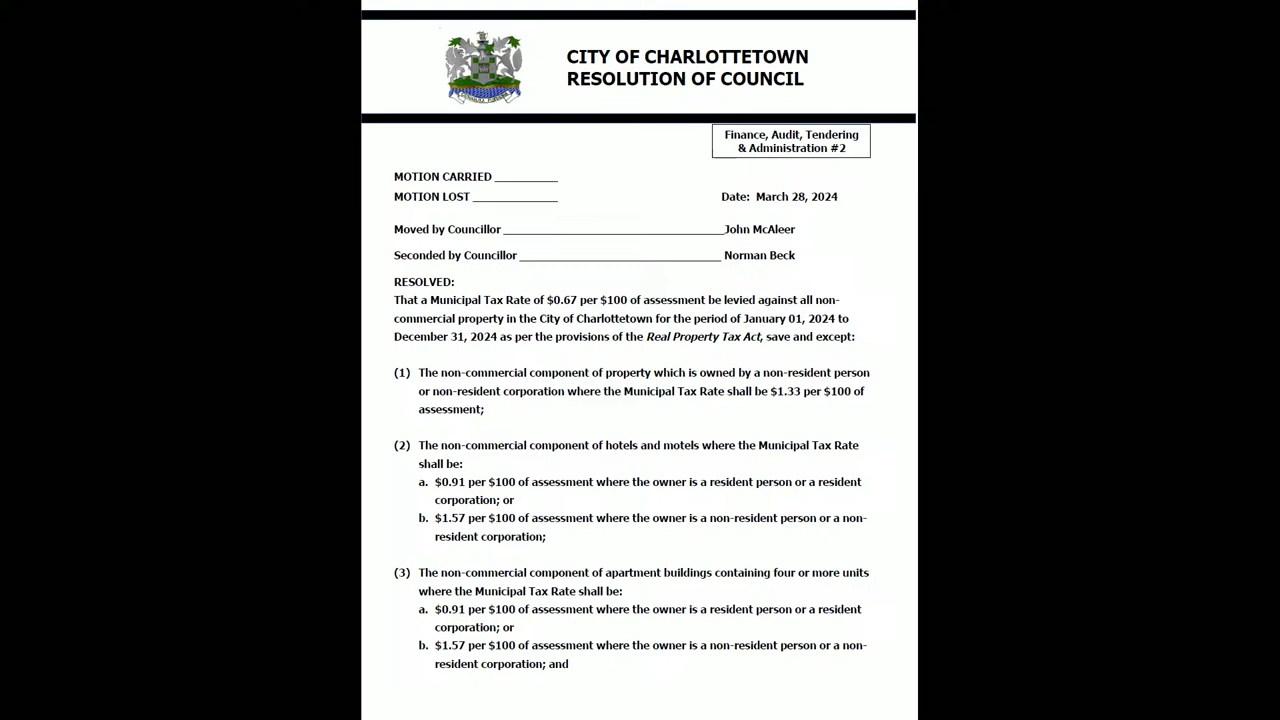 CITY OF CHARLOTTETOWN
RESOLUTION OF COUNCIL
Finance, Audit, Tendering
& Administration #2
MOTION CARRIED __________
MOTION LOST ______________
Date: March 28, 2024
Moved by Councillor ____________________________________John McAleer
Seconded by Councillor _________________________________ Norman Beck
RESOLVED:
That a Municipal Tax Rate of $0.67 per $100 of assessment be levied against all non-
commercial property in the City of Charlottetown for the period of January 01, 2024 to
December 31, 2024 as per the provisions of the Real Property Tax Act, save and except:
(1) The non-commercial component of property which is owned by a non-resident person
or non-resident corporation where the Municipal Tax Rate shall be $1.33 per $100 of
assessment;
(2) The non-commercial component of hotels and motels where the Municipal Tax Rate
shall be:
a. $0.91 per $100 of assessment where the owner is a resident person or a resident
corporation; or
b. $1.57 per $100 of assessment where the owner is a non-resident person or a non-
resident corporation;
(3) The non-commercial component of apartment buildings containing four or more units
where the Municipal Tax Rate shall be:
a. $0.91 per $100 of assessment where the owner is a resident person or a resident
corporation; or
b. $1.57 per $100 of assessment where the owner is a non-resident person or a non-
resident corporation; and